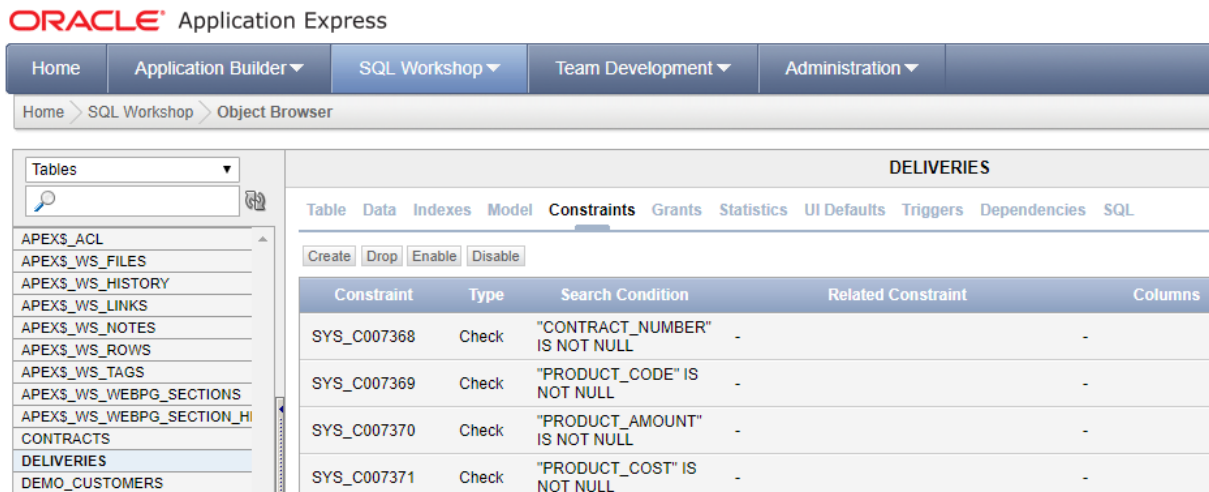 ORACLE Application Express
Home Application Builder SQL Workshop Team Development Administration
Home SQL Workshop Object Browser
Tables
APEX$_ACL
APEX$_WS_FILES
APEX$_WS_HISTORY
APEX$_WS_LINKS
APEX$_WS_NOTES
APEX$_WS_ROWS
APEX$_WS_TAGS
APEX$_WS_WEBPG_SECTIONS
APEX$_WS_WEBPG_SECTION_HI
CONTRACTS
DELIVERIES
DEMO_CUSTOMERS
DELIVERIES
Table Data Indexes Model Constraints Grants Statistics UI Defaults Triggers Dependencies SQL
Create Drop Enable Disable
Constraint Type Search Condition Related Constraint Columns
SYS_C007368 Check "CONTRACT_NUMBER" - -
IS NOT NULL
SYS_C007369 Check "PRODUCT_CODE" IS - -
NOT NULL
SYS_C007370 Check "PRODUCT_AMOUNT" - -
IS NOT NULL
SYS_C007371 Check "PRODUCT_COST" IS - -
NOT NULL